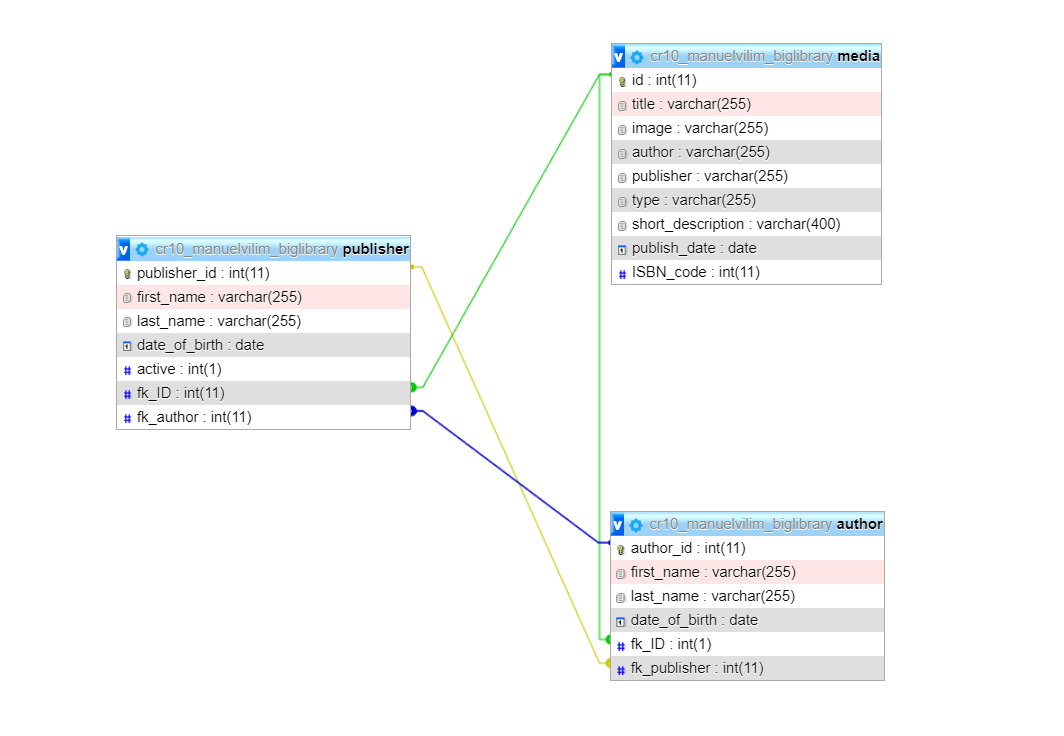 v cr10_manuelvilim_biglibrary media
id : int(11)
title : varchar(255)
image : varchar(255)
author : varchar(255)
publisher : varchar(255)
type : varchar(255)
short_description : varchar(400)
publish_date : date
# ISBN_code : int(11)
v cr10_manuelvilim_biglibrary publisher
publisher_id : int(11)
first_name : varchar(255)
last_name : varchar(255)
date_of_birth : date
# active : int(1)
# fk_ID : int(11)
# fk_author : int(11)
v cr10_manuelvilim_biglibrary author
author_id : int(11)
first_name : varchar(255)
last_name : varchar(255)
date_of_birth : date
# fk_ID : int(1)
# fk_publisher : int(11)